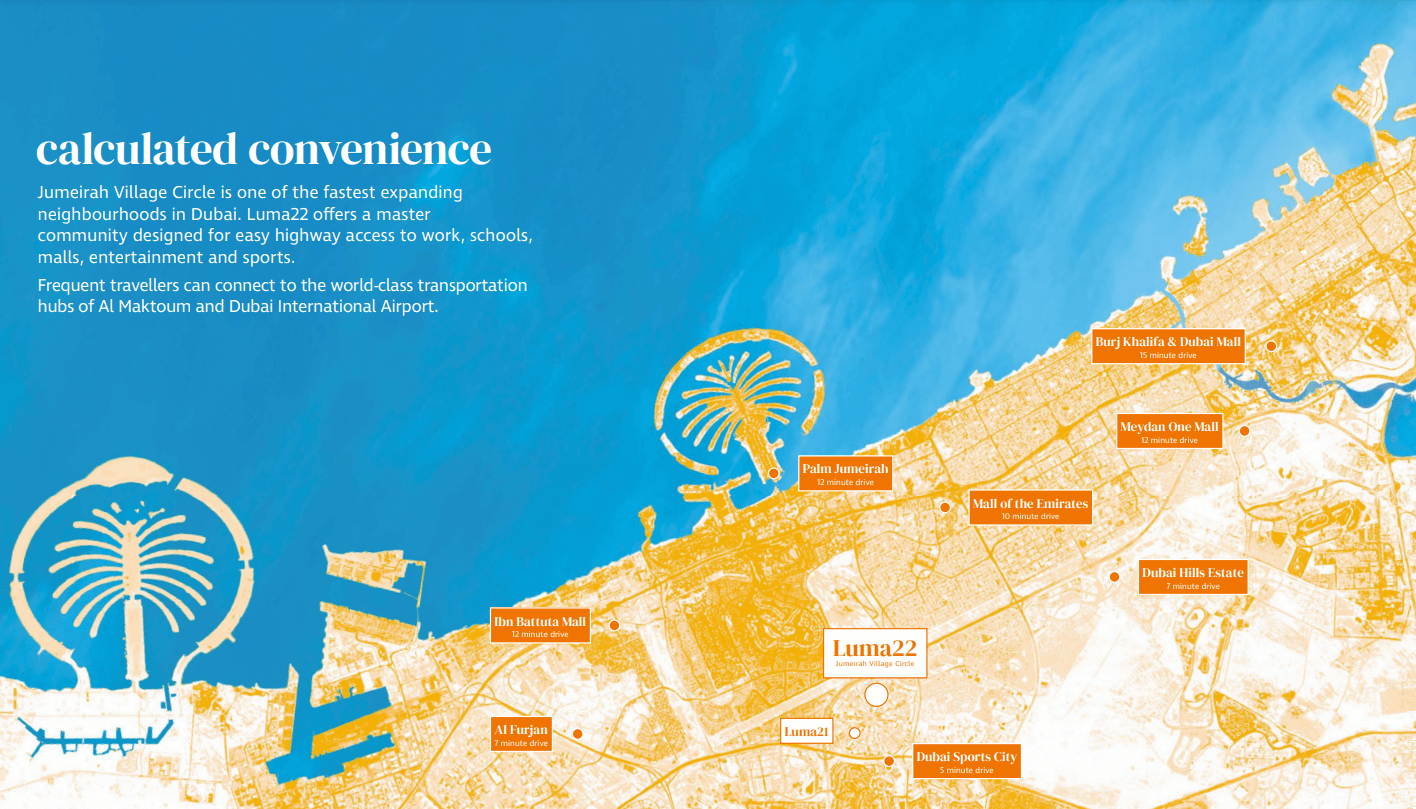 calculated convenience
Jumeirah Village Circle is one of the fastest expanding
neighbourhoods in Dubai. Luma22 offers a master
community designed for easy highway access to work, schools,
malls, entertainment and sports.
Frequent travellers can connect to the world-class transportation
hubs of Al Maktoum and Dubai International Airport.
Burj Khalifa & Dubai Mall
15 minute drive
Meydan One Mall
12 minute drive
Palm Jumeirah
12 minute drive
Mall of the Emirates
10 minute drive
Dubai Hills Estate
7 minute drive
Ibn Battuta Mall
12 minute drive
Luma22
Jumeirah Village Circle
Al Furjan
7 minute drive
Luma21
Dubai Sports City
5 minute drive